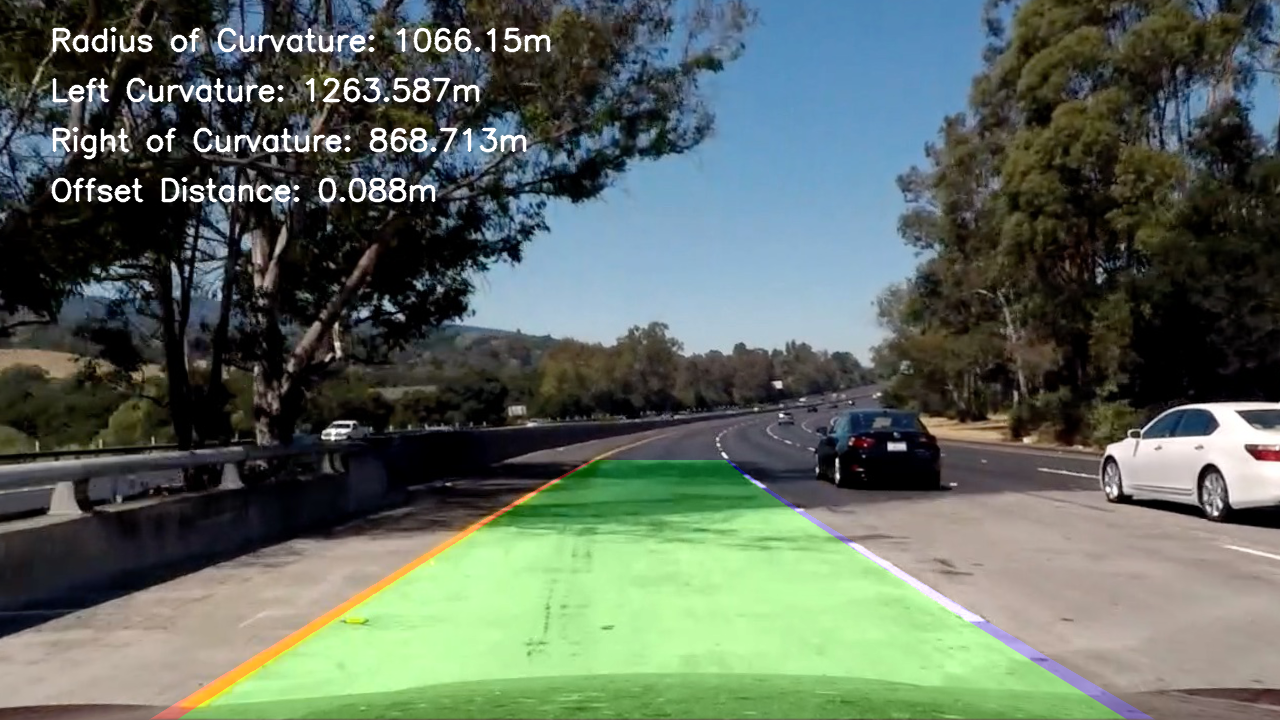 Radius of Curvature: 1066.15m
Left Curvature: 1263.587m
Right of Curvature: 868.713m
Offset Distance: 0.088m